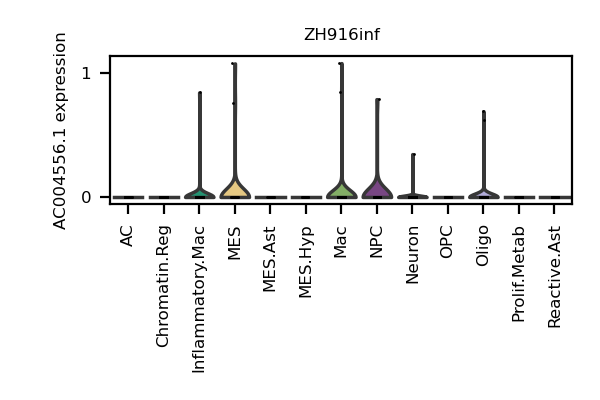 ZH916inf
AC004556.1 expression
1
0
AC
Chromatin.Reg
Inflammatory.Mac
MES
MES.Ast
MES.Hyp
Mac
NPC
Neuron
OPC
Oligo
Prolif.Metab
Reactive.Ast